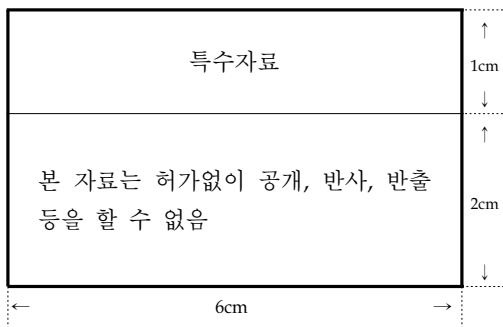 특수자료
↑
1cm
↓
본 자료는 허가없이 공개, 반사, 반출
등을 할 수 없음
↑
2cm
↓
← 6cm →